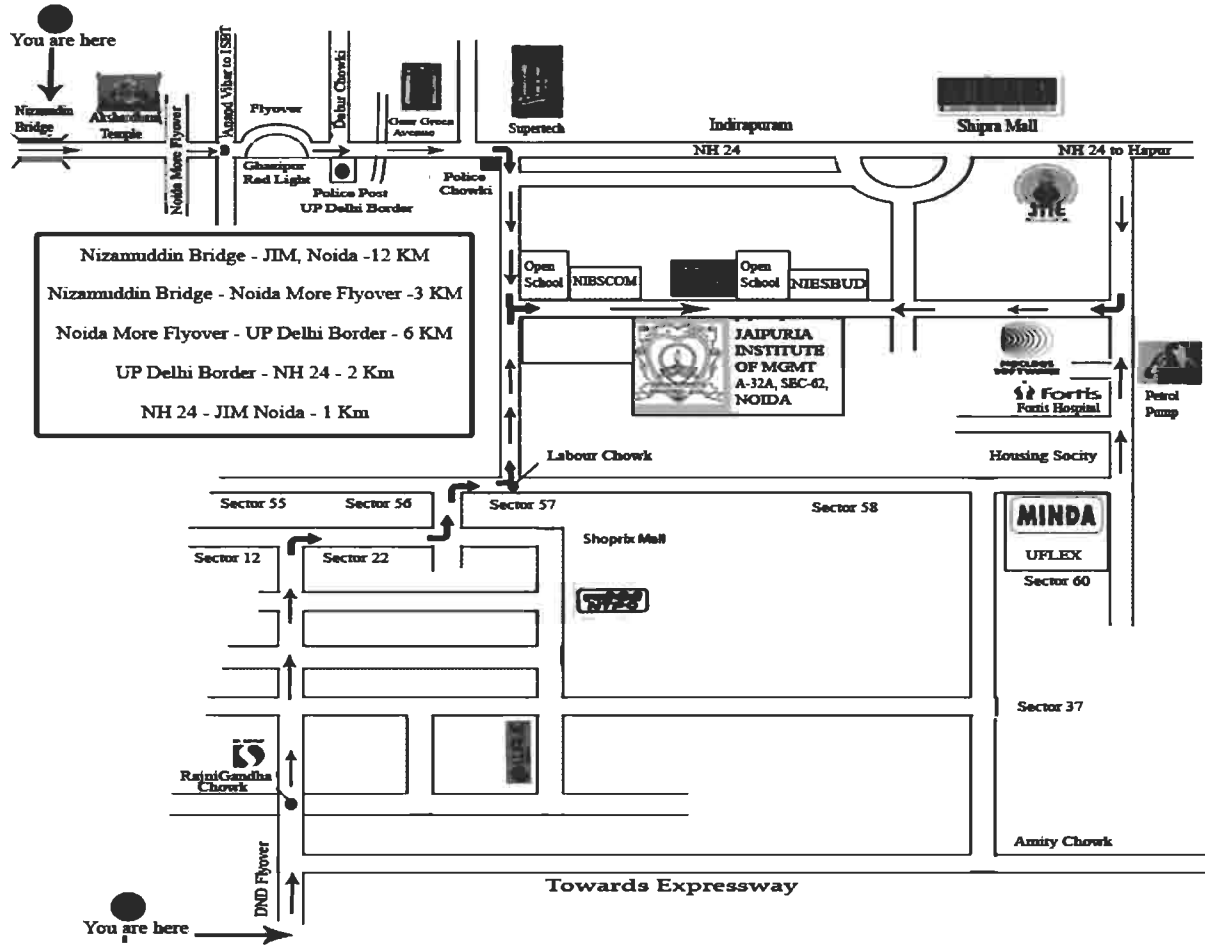 You are here
Nizamuddin
Bridge
Akshardham
Temple
Noida More Flyover
Anand Vihar to ISBT
Flyover
Ghazipur
Red Light
Dabur Chowki
Police Post
UP Delhi Border
Gaur Green
Avenue
Police
Chowki
Supertech
Indirapuram
NH 24
Shipra Mall
NH 24 to Hapur
Nizamuddin Bridge - JIM, Noida -12 KM
Nizamuddin Bridge - Noida More Flyover -3 KM
Noida More Flyover - UP Delhi Border - 6 KM
UP Delhi Border - NH 24 - 2 Km
NH 24 - JIM Noida - 1 Km
Open
School
NIBSCOM
Open
School
NIESBUD
JAIPURIA
INSTITUTE
OF MGMT
A-32A, SEC-62,
NOIDA
Fortis
Fortis Hospital
Petrol
Pump
Labour Chowk
Housing Socity
Sector 55
Sector 56
Sector 57
Sector 58
MINDA
UFLEX
Sector 60
Sector 12
Sector 22
Shoprix Mall
NTPC
Sector 37
RajniGandha
Chowk
DND Flyover
Amity Chowk
Towards Expressway
You are here